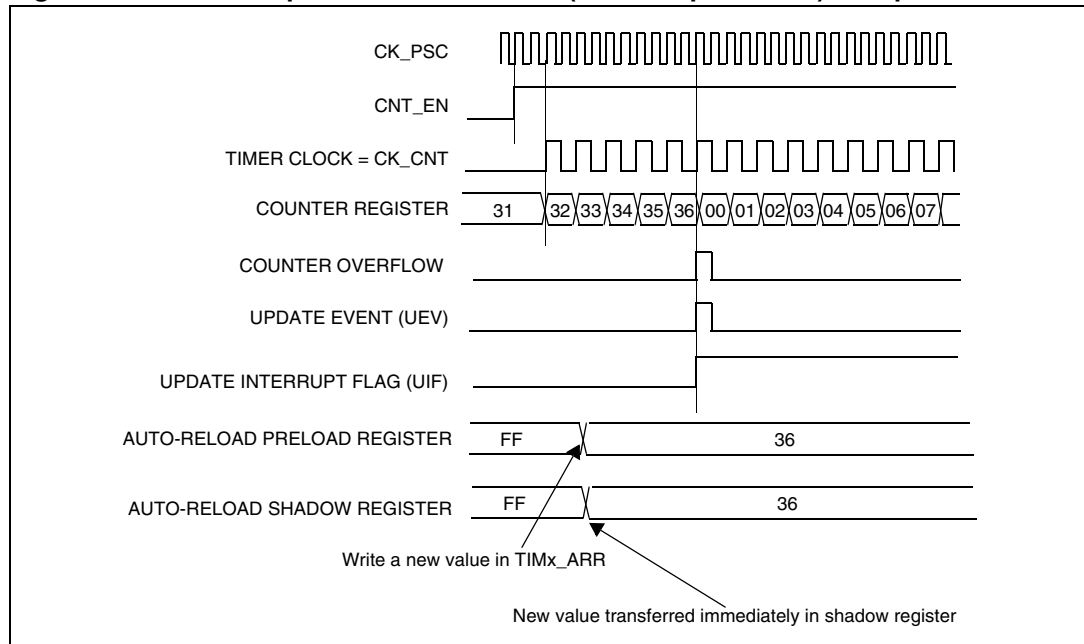 CK_PSC
CNT_EN
TIMER CLOCK = CK_CNT
COUNTER REGISTER 31 32 33 34 35 36 00 01 02 03 04 05 06 07
COUNTER OVERFLOW
UPDATE EVENT (UEV)
UPDATE INTERRUPT FLAG (UIF)
AUTO-RELOAD PRELOAD REGISTER FF 36
AUTO-RELOAD SHADOW REGISTER FF 36
Write a new value in TIMx_ARR
New value transferred immediately in shadow register